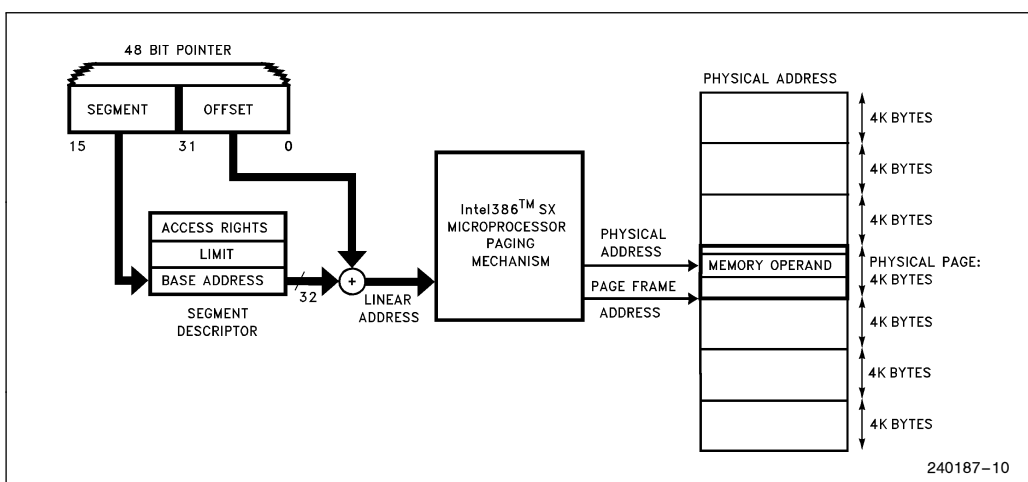 48 BIT POINTER
SEGMENT
OFFSET
15
31
0
ACCESS RIGHTS
LIMIT
BASE ADDRESS
SEGMENT
DESCRIPTOR
32
+
LINEAR
ADDRESS
Intel386™ SX
MICROPROCESSOR
PAGING
MECHANISM
PHYSICAL
ADDRESS
PAGE FRAME
ADDRESS
PHYSICAL ADDRESS
4K BYTES
4K BYTES
4K BYTES
MEMORY OPERAND
PHYSICAL PAGE:
4K BYTES
4K BYTES
4K BYTES
4K BYTES
240187–10